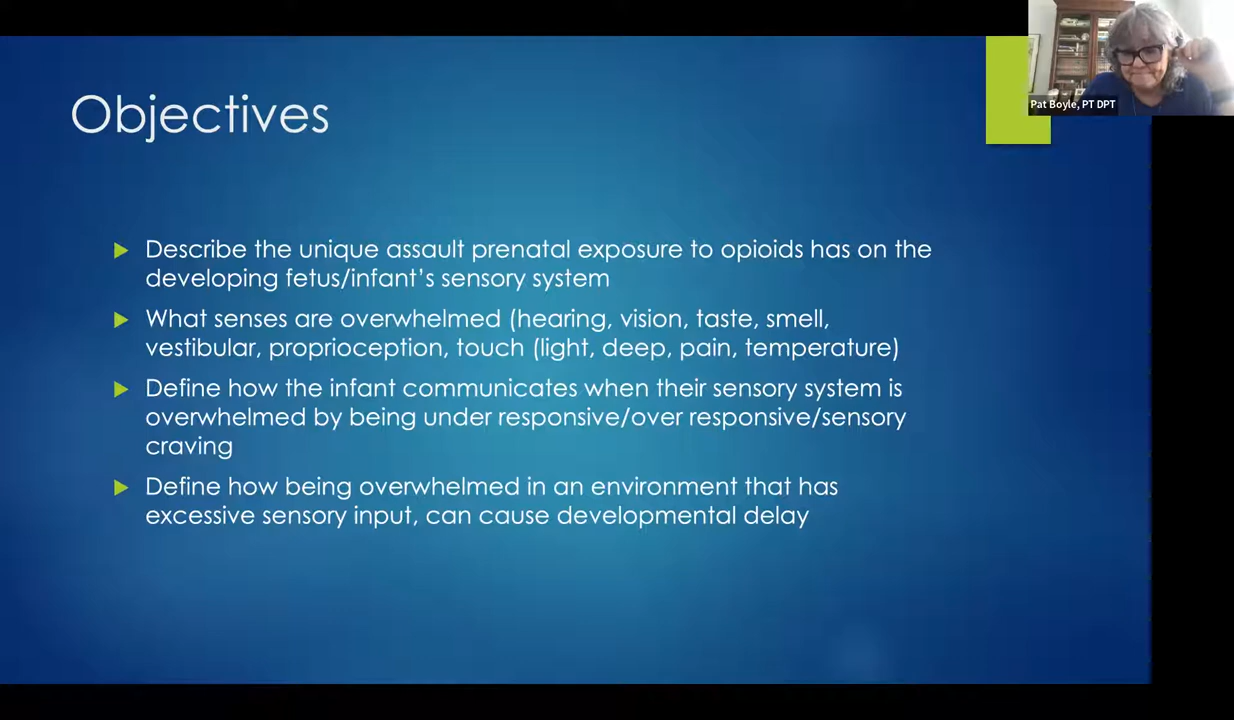 Objectives
Pat Boyle, PT DPT
Describe the unique assault prenatal exposure to opioids has on the
developing fetus/infant's sensory system
What senses are overwhelmed (hearing, vision, taste, smell,
vestibular, proprioception, touch (light, deep, pain, temperature)
Define how the infant communicates when their sensory system is
overwhelmed by being under responsive/over responsive/sensory
craving
Define how being overwhelmed in an environment that has
excessive sensory input, can cause developmental delay